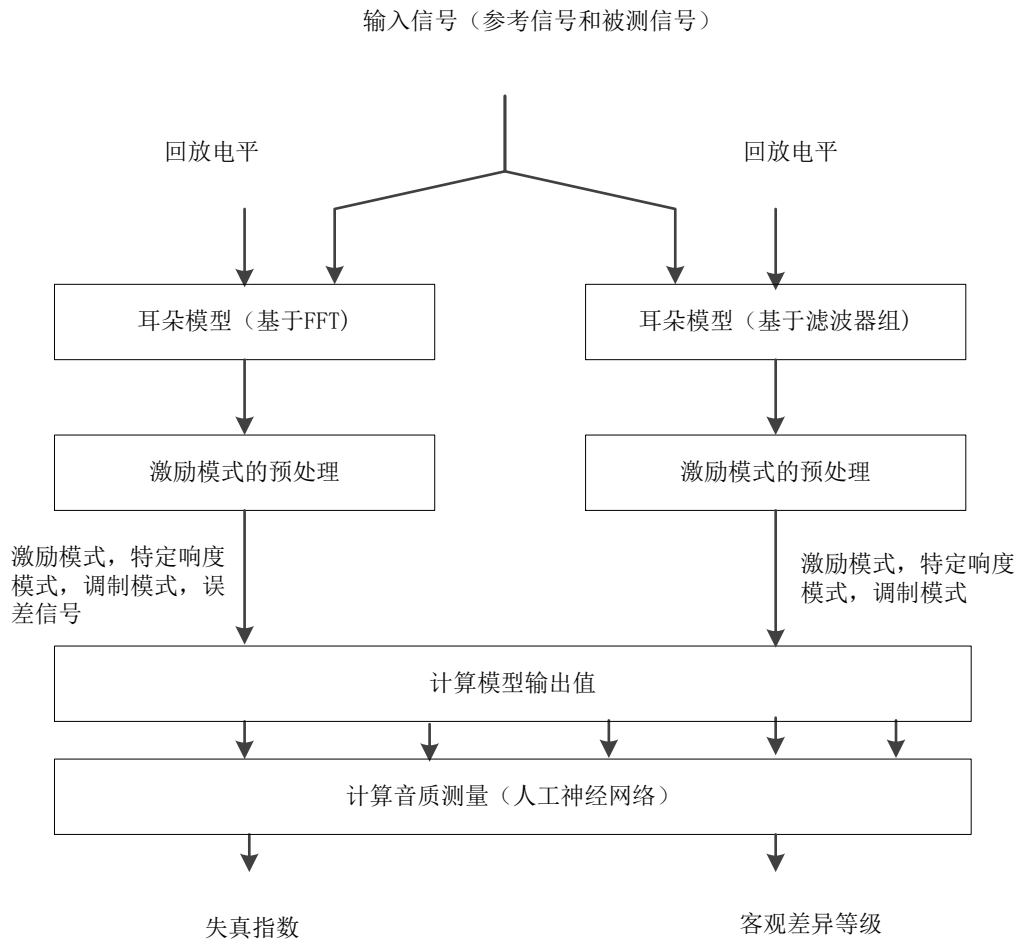 输入信号（参考信号和被测信号）
回放电平
回放电平
耳朵模型（基于FFT)
耳朵模型（基于滤波器组)
激励模式的预处理
激励模式的预处理
激励模式，特定响度
模式，调制模式，误
差信号
激励模式，特定响度
模式，调制模式
计算模型输出值
计算音质测量（人工神经网络）
失真指数
客观差异等级